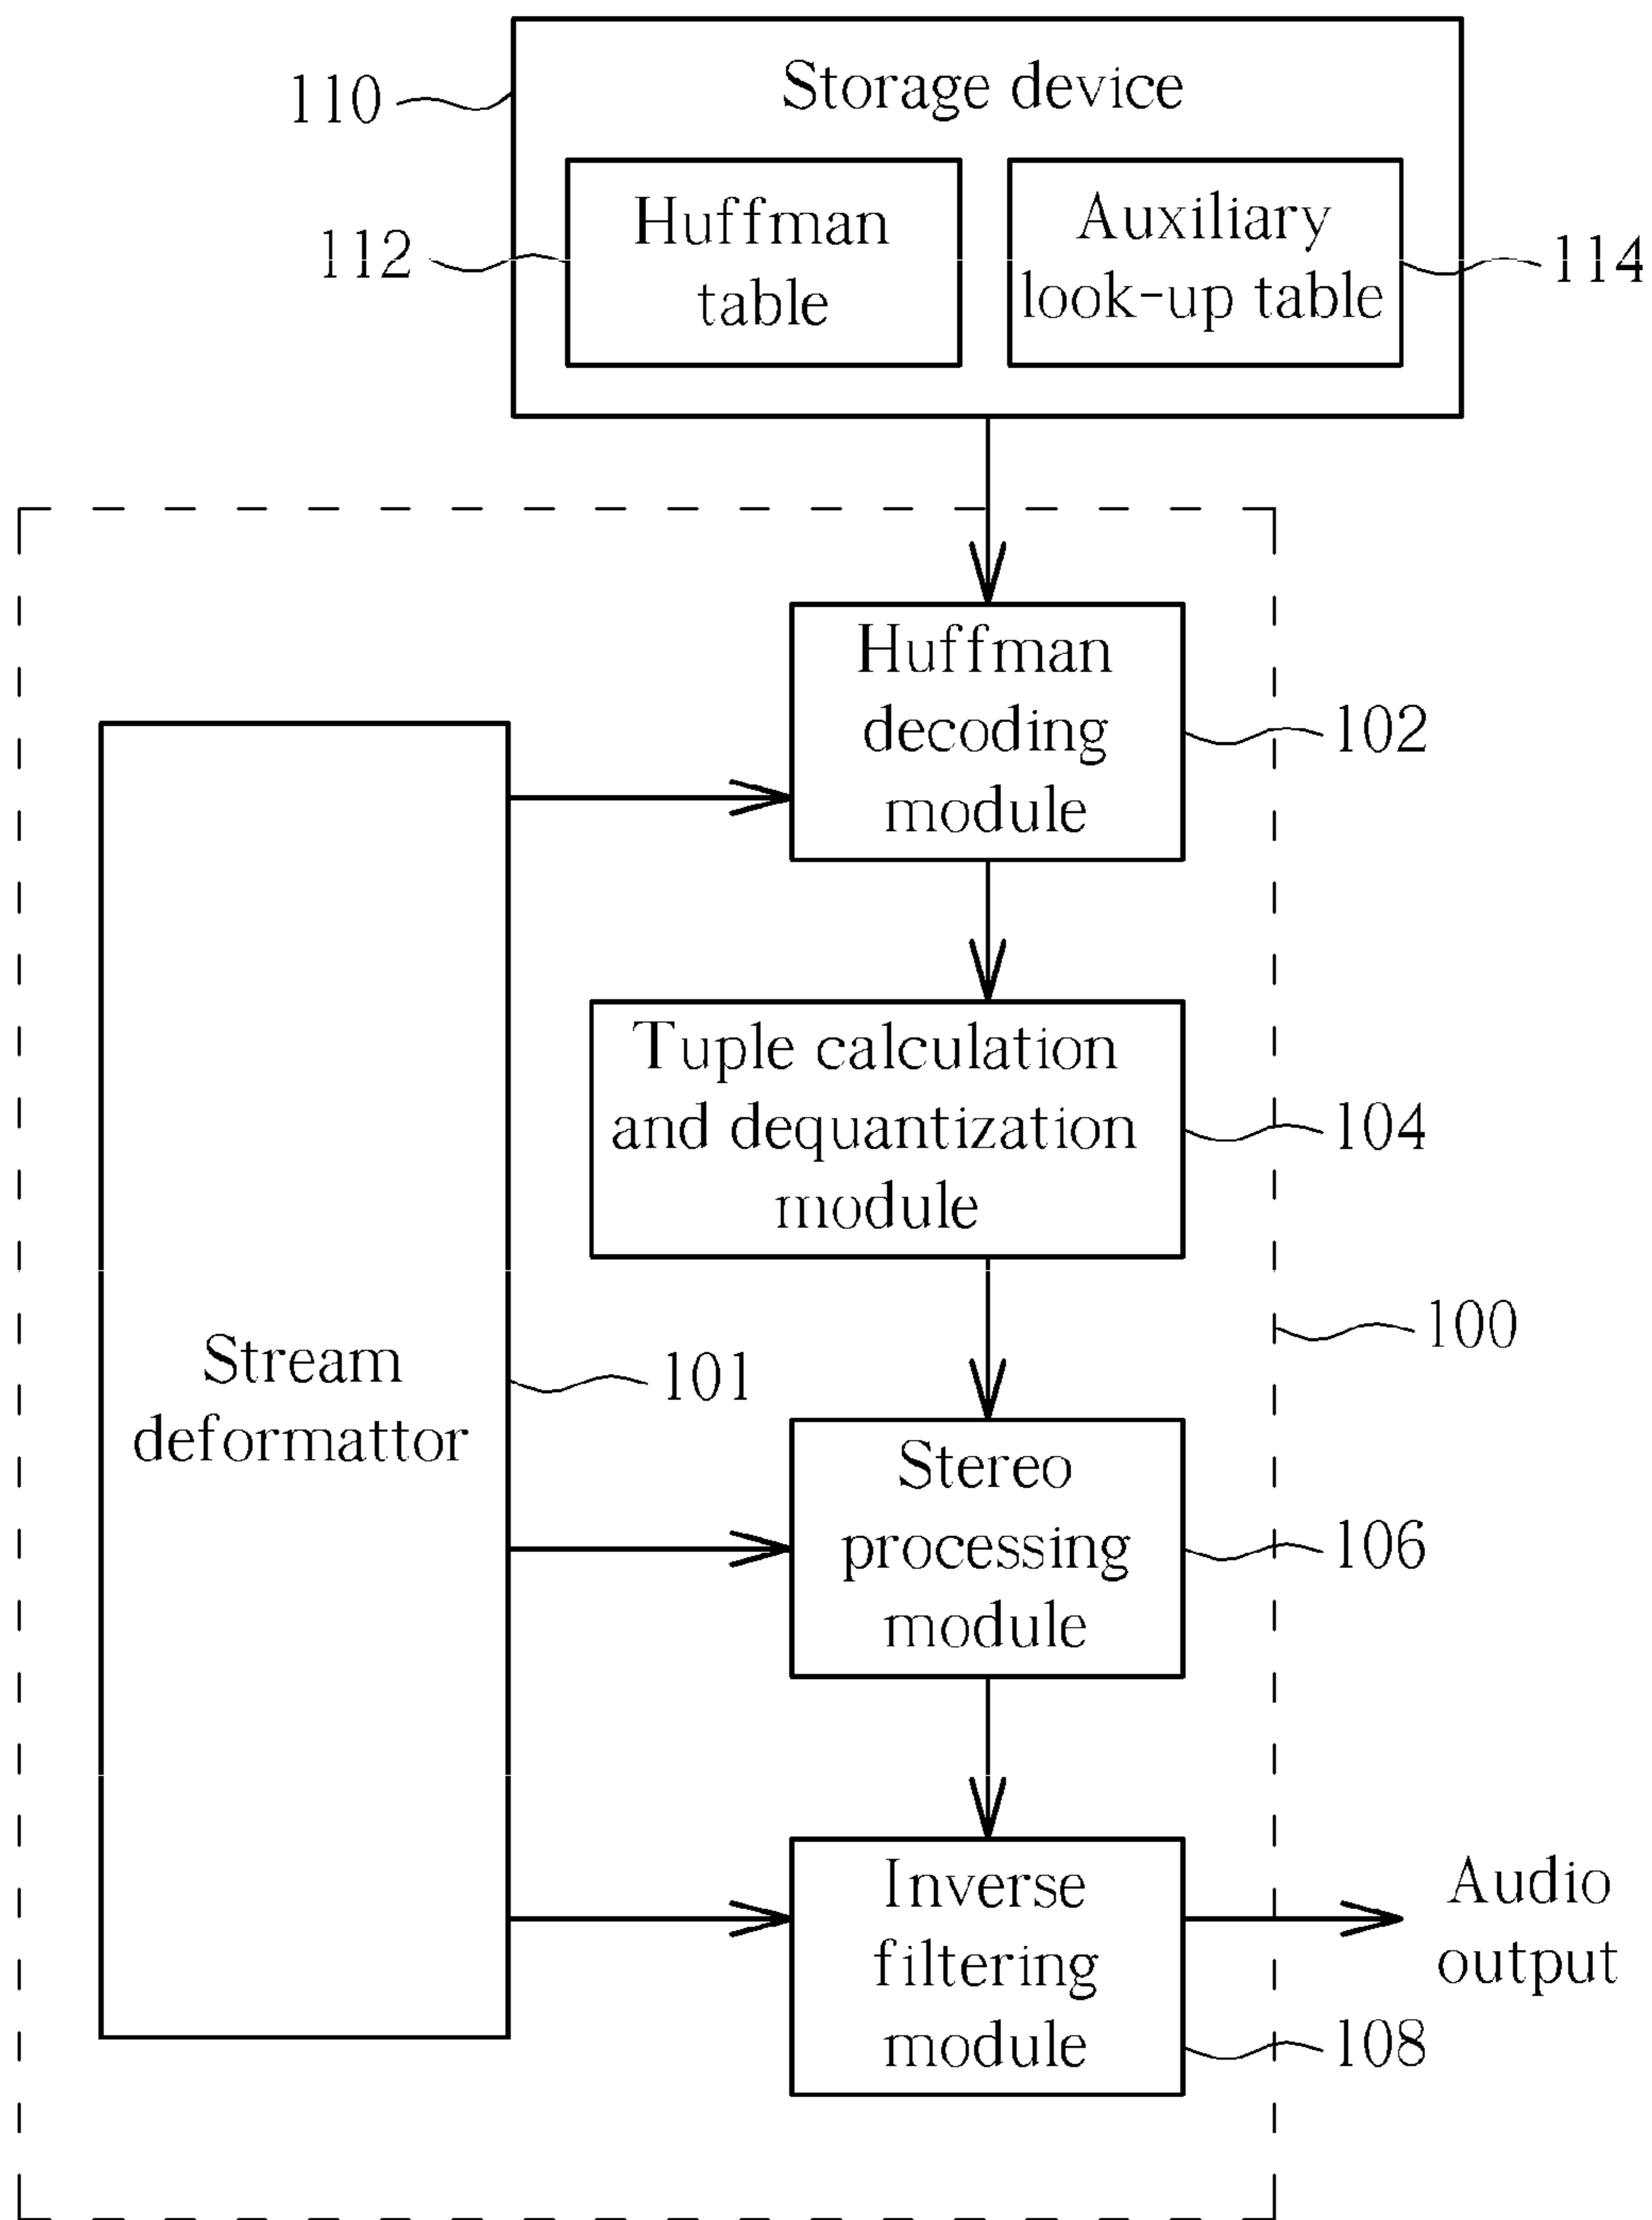 110
Storage device
112
Huffman
table
Auxiliary
look-up table
114
Huffman
decoding
module
102
Tuple calculation
and dequantization
module
104
100
Stream
deformattor
101
Stereo
processing
module
106
Inverse
filtering
module
108
Audio
output